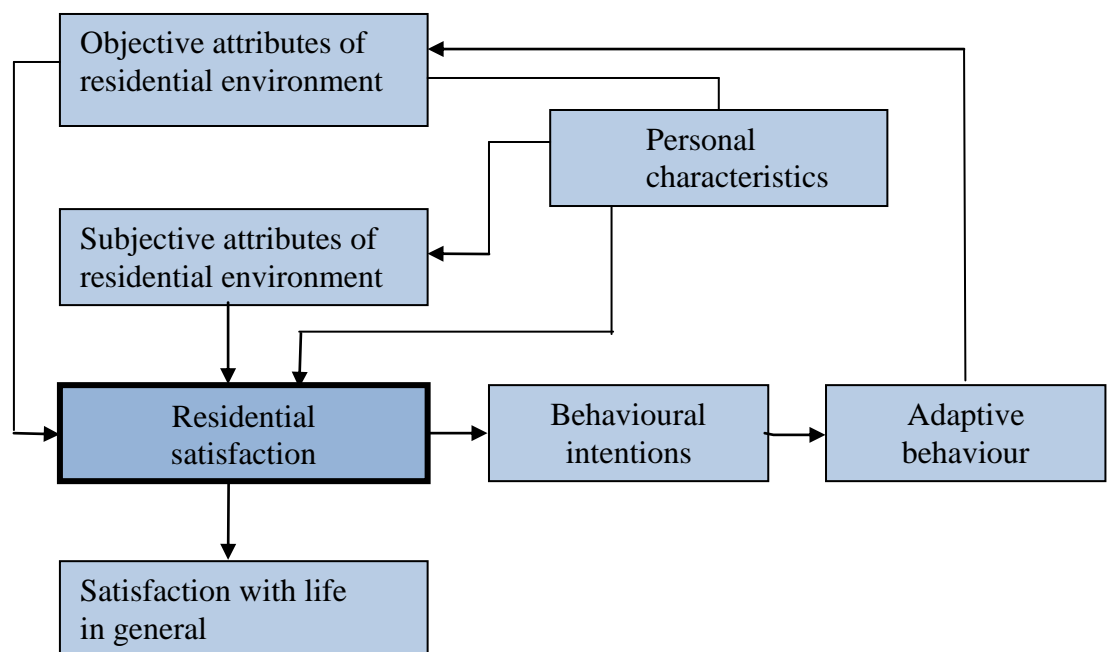 Objective attributes of
residential environment
Personal
characteristics
Subjective attributes of
residential environment
Residential
satisfaction
Behavioural
intentions
Adaptive
behaviour
Satisfaction with life
in general